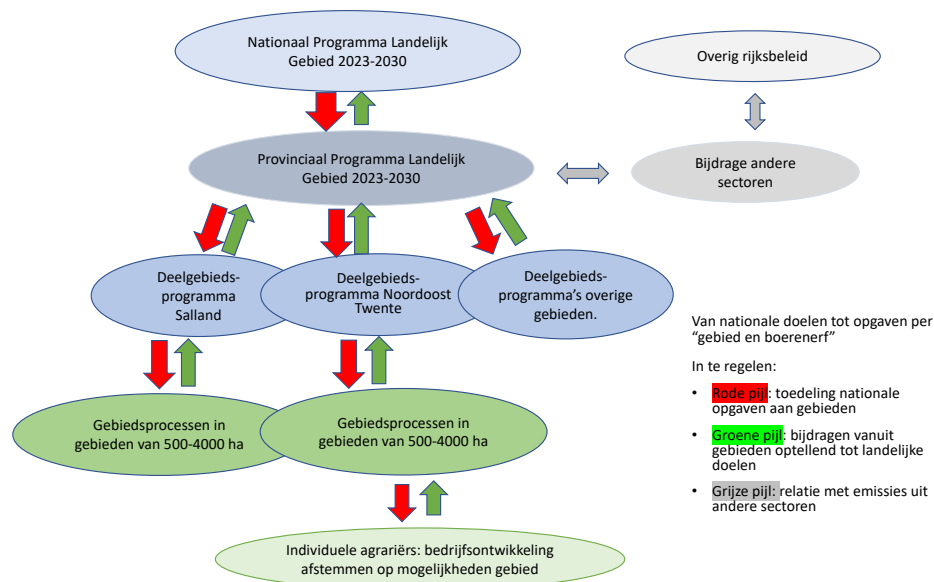 Nationaal Programma Landelijk
Gebied 2023-2030
Overig rijksbeleid
Provinciaal Programma Landelijk
Gebied 2023-2030
Bijdrage andere
sectoren
Deelgebieds-
programma
Salland
Deelgebieds-
programma Noordoost
Twente
Deelgebieds-
programma's overige
gebieden.
Van nationale doelen tot opgaven per
“gebied en boerenerf”
In te regelen:
• Rode pijl: toedeling nationale
opgaven aan gebieden
• Groene pijl: bijdragen vanuit
gebieden optellend tot landelijke
doelen
• Grijze pijl: relatie met emissies uit
andere sectoren
Gebiedsprocessen in
gebieden van 500-4000 ha
Gebiedsprocessen in
gebieden van 500-4000 ha
Individuele agrariërs: bedrijfsontwikkeling
afstemmen op mogelijkheden gebied